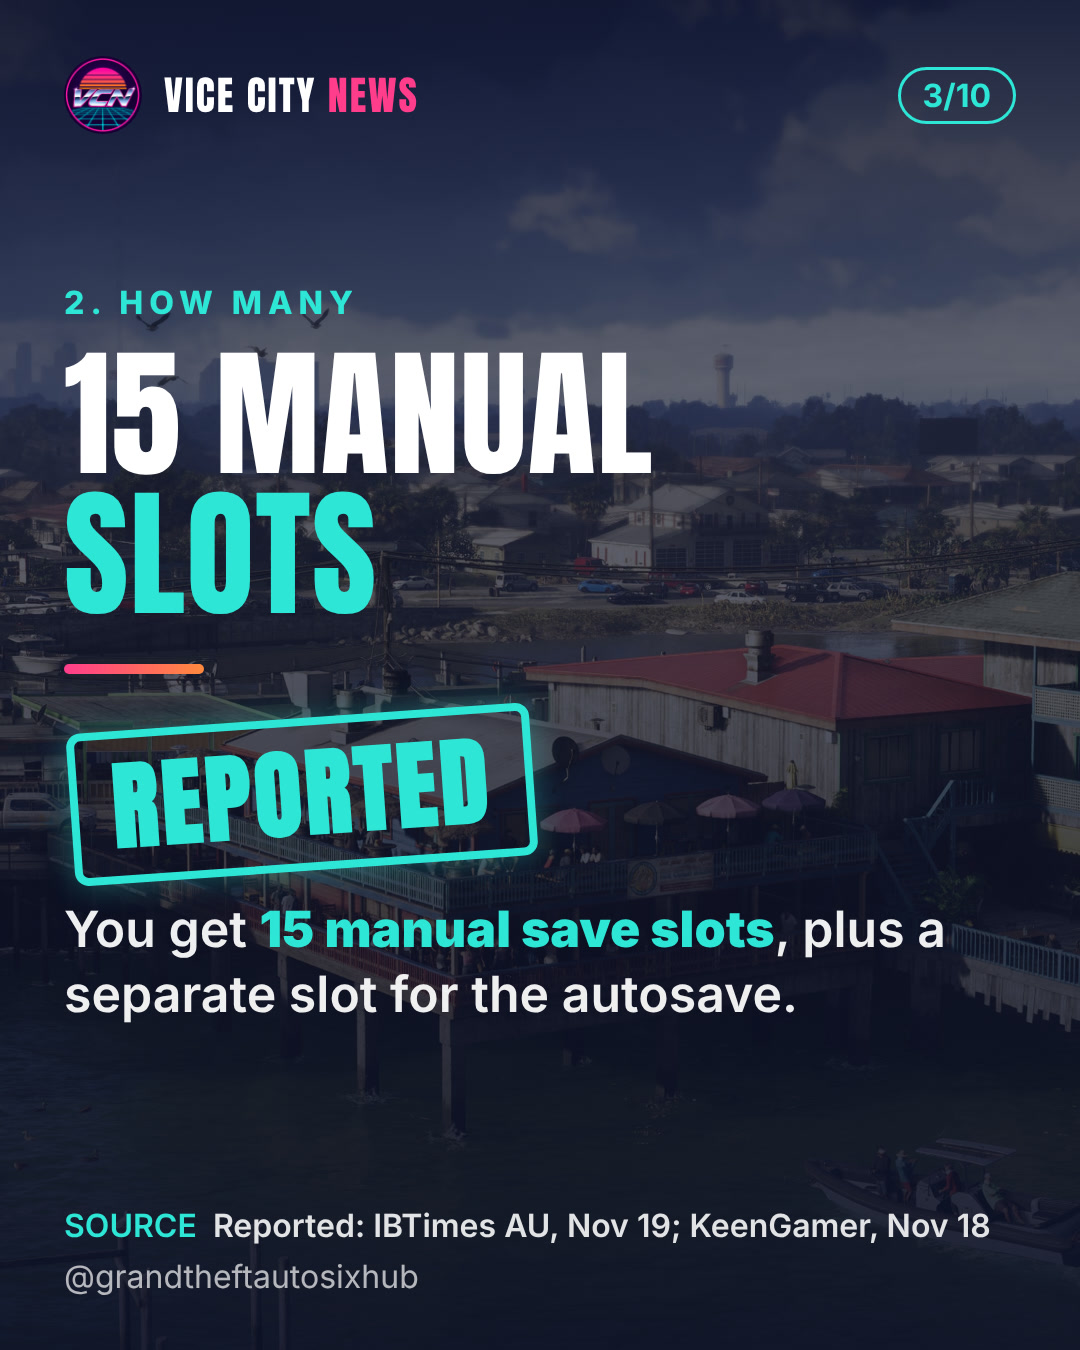 VCN
VICE CITY NEWS
3/10
2. HOW MANY
15 MANUAL
SLOTS
REPORTED
You get 15 manual save slots, plus a
separate slot for the autosave.
SOURCE Reported: IBTimes AU, Nov 19; KeenGamer, Nov 18
@grandtheftautosixhub